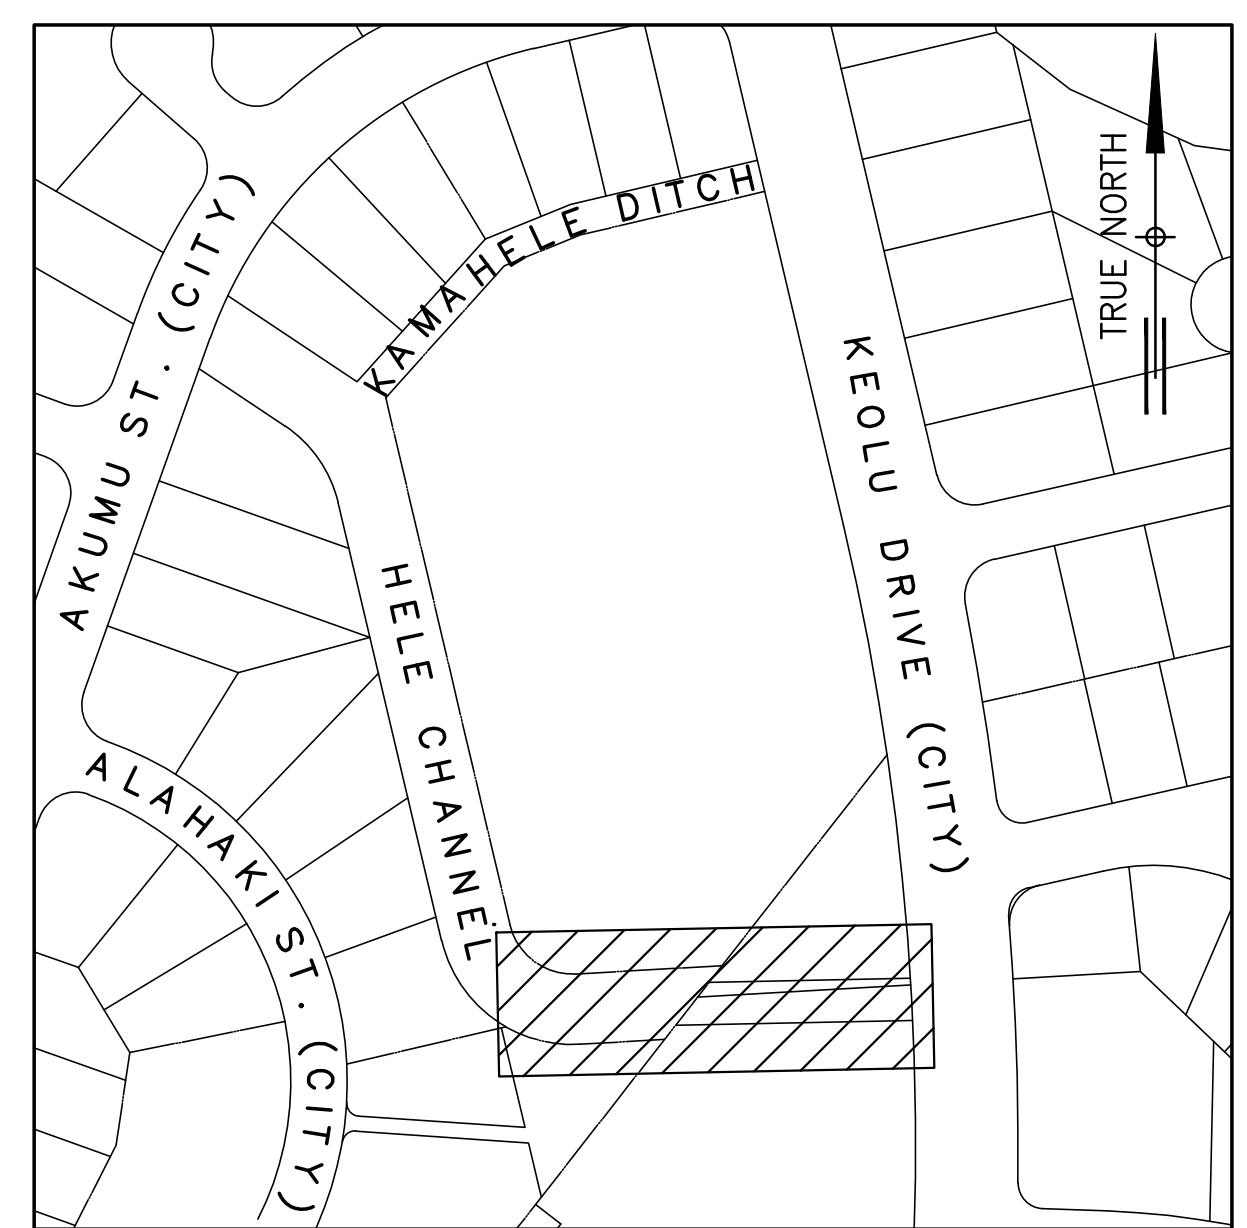 AKUMU ST. (CITY)
KAMAHELE DITCH
TRUE NORTH
KEOLU DRIVE (CITY)
HELE CHANNEL
ALAHAKI ST. (CITY)